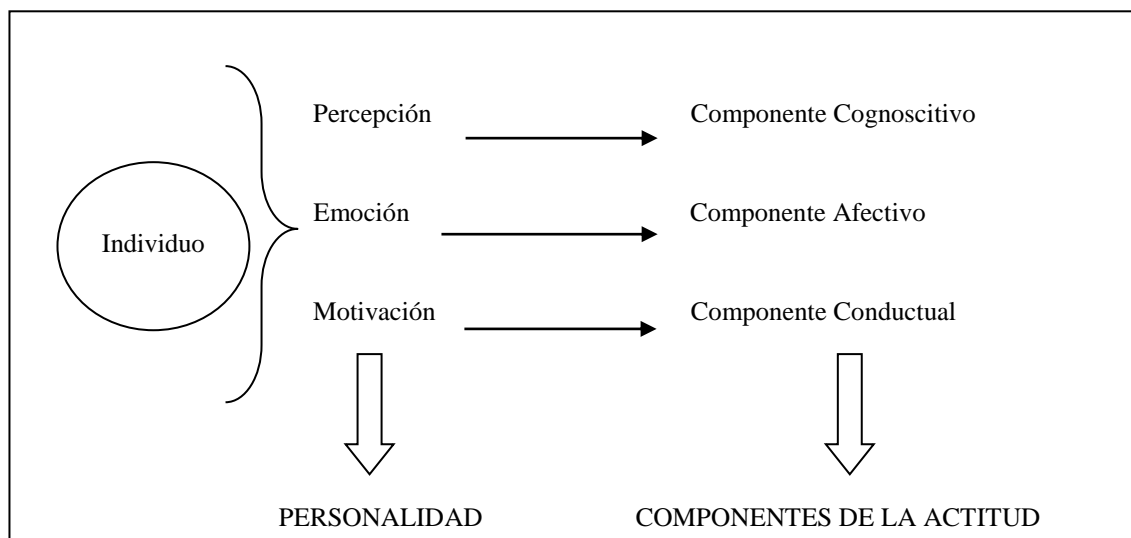 Percepción Componente Cognoscitivo
Emoción Componente Afectivo
Individuo
Motivación Componente Conductual
PERSONALIDAD COMPONENTES DE LA ACTITUD